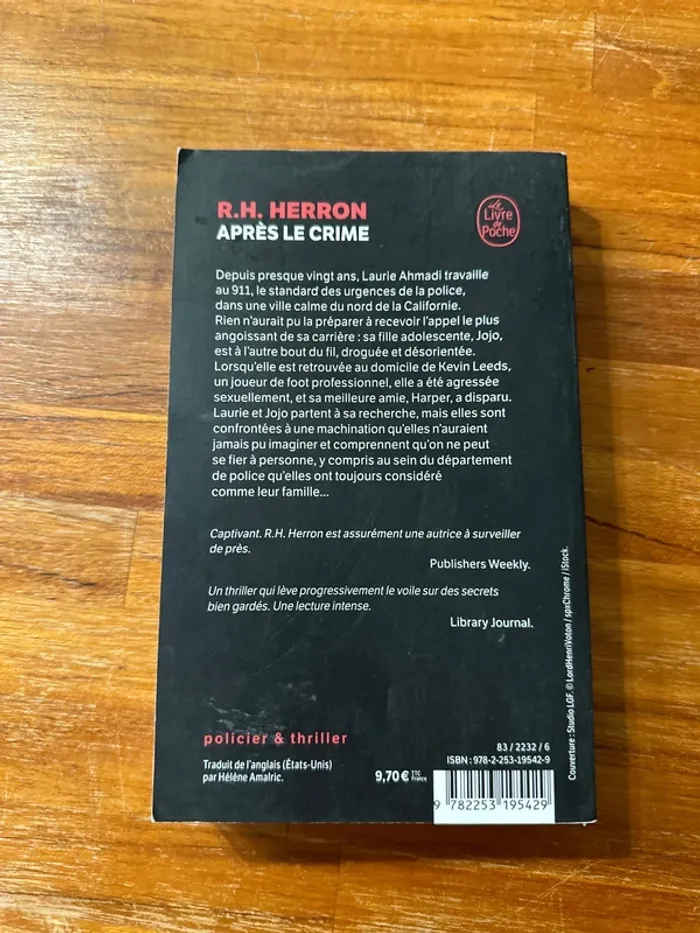 R.H. HERRON
APRÈS LE CRIME
Le
Livre
de
Poche
Depuis presque vingt ans, Laurie Ahmadi travaille
au 911, le standard des urgences de la police,
dans une ville calme du nord de la Californie.
Rien n'aurait pu la préparer à recevoir l'appel le plus
angoissant de sa carrière : sa fille adolescente, Jojo,
est à l'autre bout du fil, droguée et désorientée.
Lorsqu'elle est retrouvée au domicile de Kevin Leeds,
un joueur de foot professionnel, elle a été agressée
sexuellement, et sa meilleure amie, Harper, a disparu.
Laurie et Jojo partent à sa recherche, mais elles sont
confrontées à une machination qu'elles n'auraient
jamais pu imaginer et comprennent qu'on ne peut
se fier à personne, y compris au sein du département
de police qu'elles ont toujours considéré
comme leur famille...
Captivant. R.H. Herron est assurément une autrice à surveiller
de près.
Publishers Weekly.
Un thriller qui lève progressivement le voile sur des secrets
bien gardés. Une lecture intense.
Library Journal.
policier & thriller
Traduit de l'anglais (États-Unis)
par Hélène Amalric.
9,70 € TTC
France
83 / 2232 / 6
ISBN : 978-2-253-19542-9
9 782253 195429
Couverture : Studio LGF. © LordHenriVoton / spxChrome / iStock.